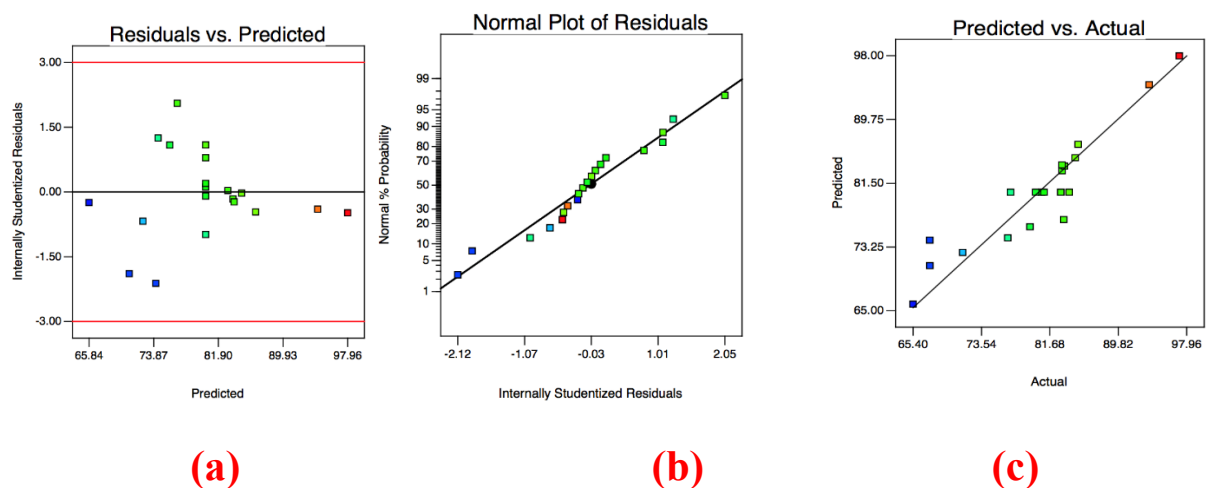 Residuals vs. Predicted
Internally Studentized Residuals
3.00
1.50
0.00
-1.50
-3.00
65.84 73.87 81.90 89.93 97.96
Predicted
(a)
Normal Plot of Residuals
Normal % Probability
99
95
90
80
70
50
30
20
10
5
1
-2.12 -1.07 -0.03 1.01 2.05
Internally Studentized Residuals
(b)
Predicted vs. Actual
Predicted
98.00
89.75
81.50
73.25
65.00
65.40 73.54 81.68 89.82 97.96
Actual
(c)